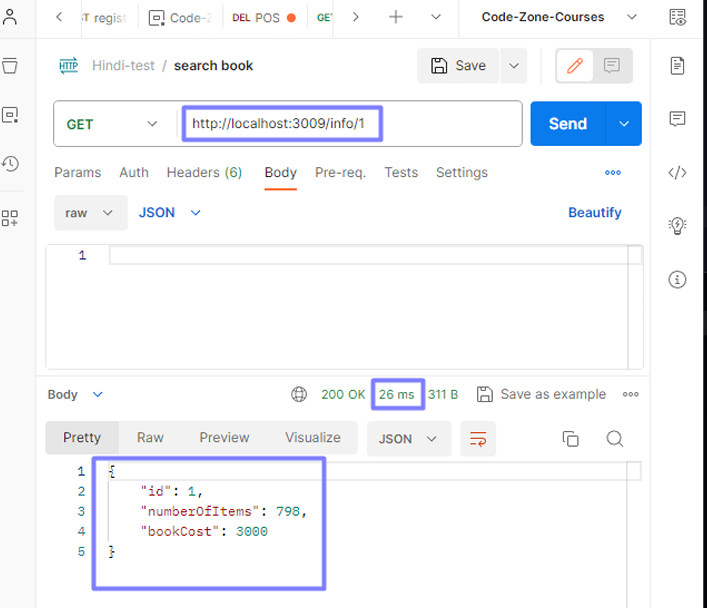 regist
Code-Z
DEL POS
GET
Code-Zone-Courses
HTTP
Hindi-test / search book
Save
GET
http://localhost:3009/info/1
Send
Params Auth Headers (6) Body Pre-req. Tests Settings
raw JSON Beautify
1
Body 200 OK 26 ms 311 B Save as example
Pretty Raw Preview Visualize JSON
1 {
2 "id": 1,
3 "numberOfItems": 798,
4 "bookCost": 3000
5 }